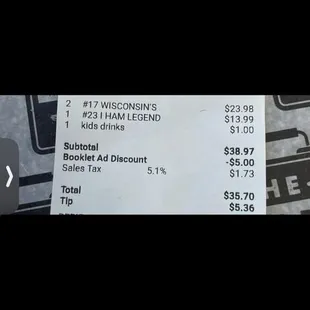 2 #17 WISCONSIN'S $23.98
1 #23 I HAM LEGEND $13.99
1 kids drinks $1.00
Subtotal $38.97
Booklet Ad Discount -$5.00
Sales Tax 5.1% $1.73
Total $35.70
Tip $5.36
HE